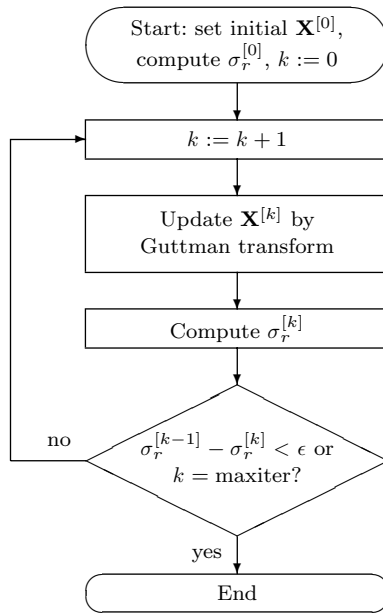 Start: set initial X^[0],
compute σ_r^[0], k := 0
k := k + 1
Update X^[k] by
Guttman transform
Compute σ_r^[k]
σ_r^[k−1] − σ_r^[k] < ϵ or
k = maxiter?
no
yes
End